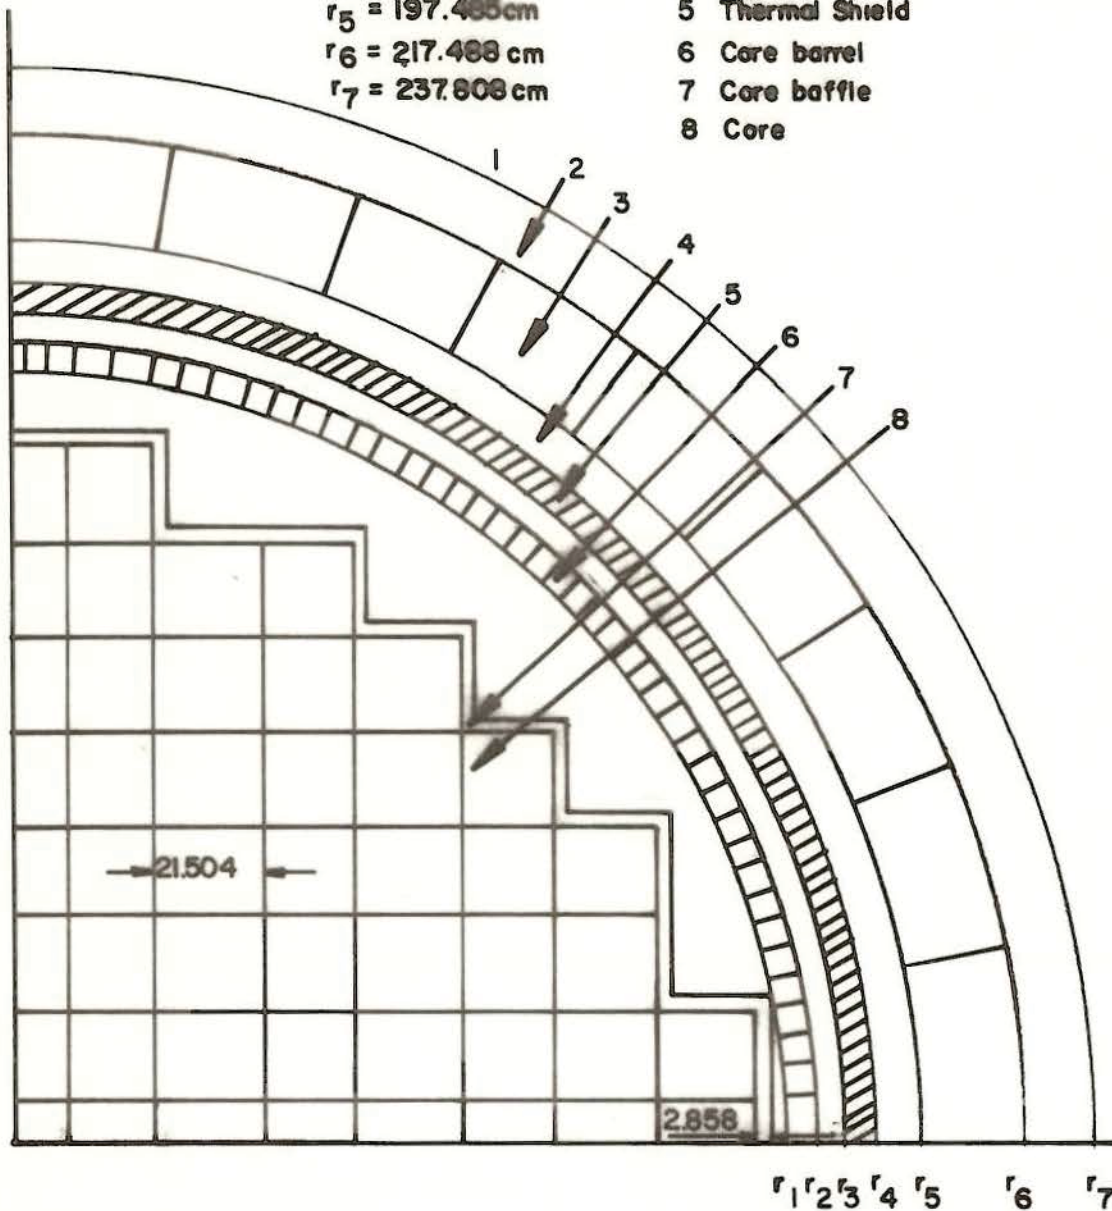 r5 = 197.485cm
r6 = 217.488 cm
r7 = 237.808 cm
5 Thermal Shield
6 Core barrel
7 Core baffle
8 Core
1
2
3
4
5
6
7
8
21.504
2.858
r1 r2 r3 r4 r5 r6 r7